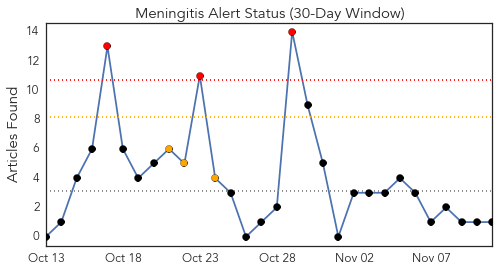 Meningitis Alert Status (30-Day Window)
Articles Found
14
12
10
8
6
4
2
0
Oct 13
Oct 18
Oct 23
Oct 28
Nov 02
Nov 07